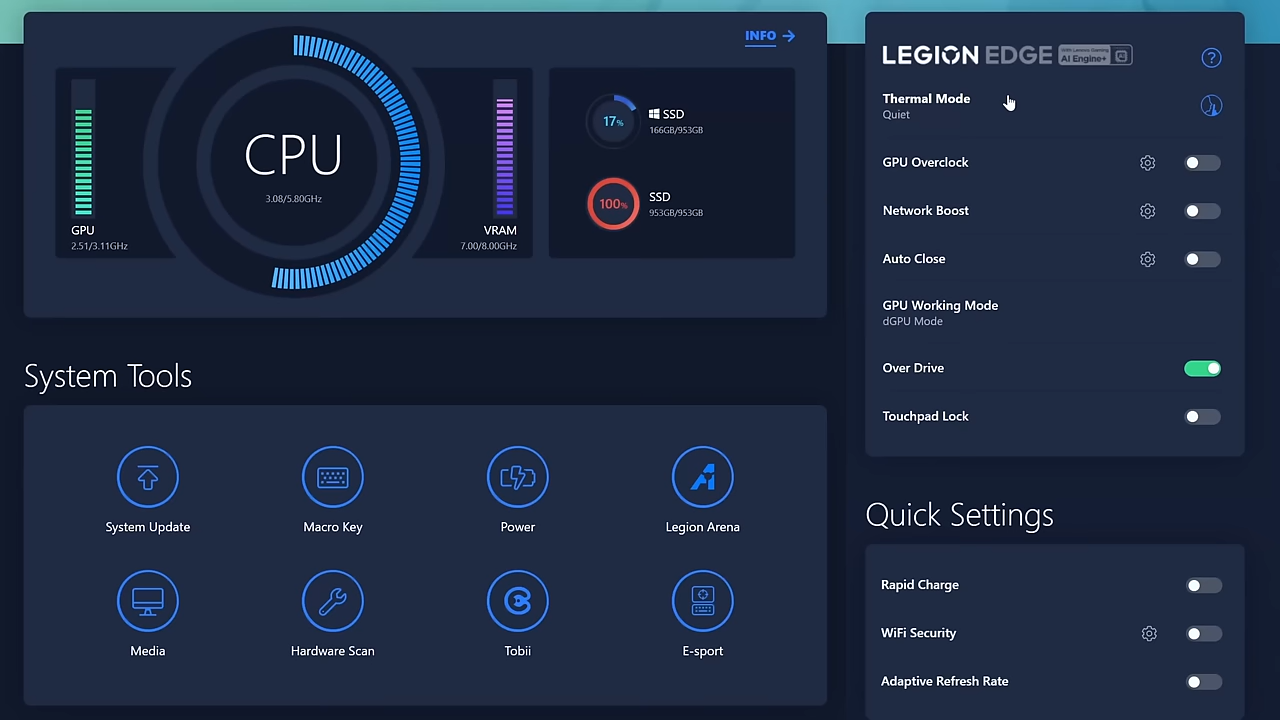 INFO
CPU
3.08/5.80GHz
GPU
2.51/3.11GHz
VRAM
7.00/8.00GHz
17%
SSD
166GB/953GB
100%
SSD
953GB/953GB
System Tools
System Update
Macro Key
Power
Legion Arena
Media
Hardware Scan
Tobii
E-sport
LEGION EDGE
With Lenovo Gaming
AI Engine+
Thermal Mode
Quiet
GPU Overclock
Network Boost
Auto Close
GPU Working Mode
dGPU Mode
Over Drive
Touchpad Lock
Quick Settings
Rapid Charge
WiFi Security
Adaptive Refresh Rate